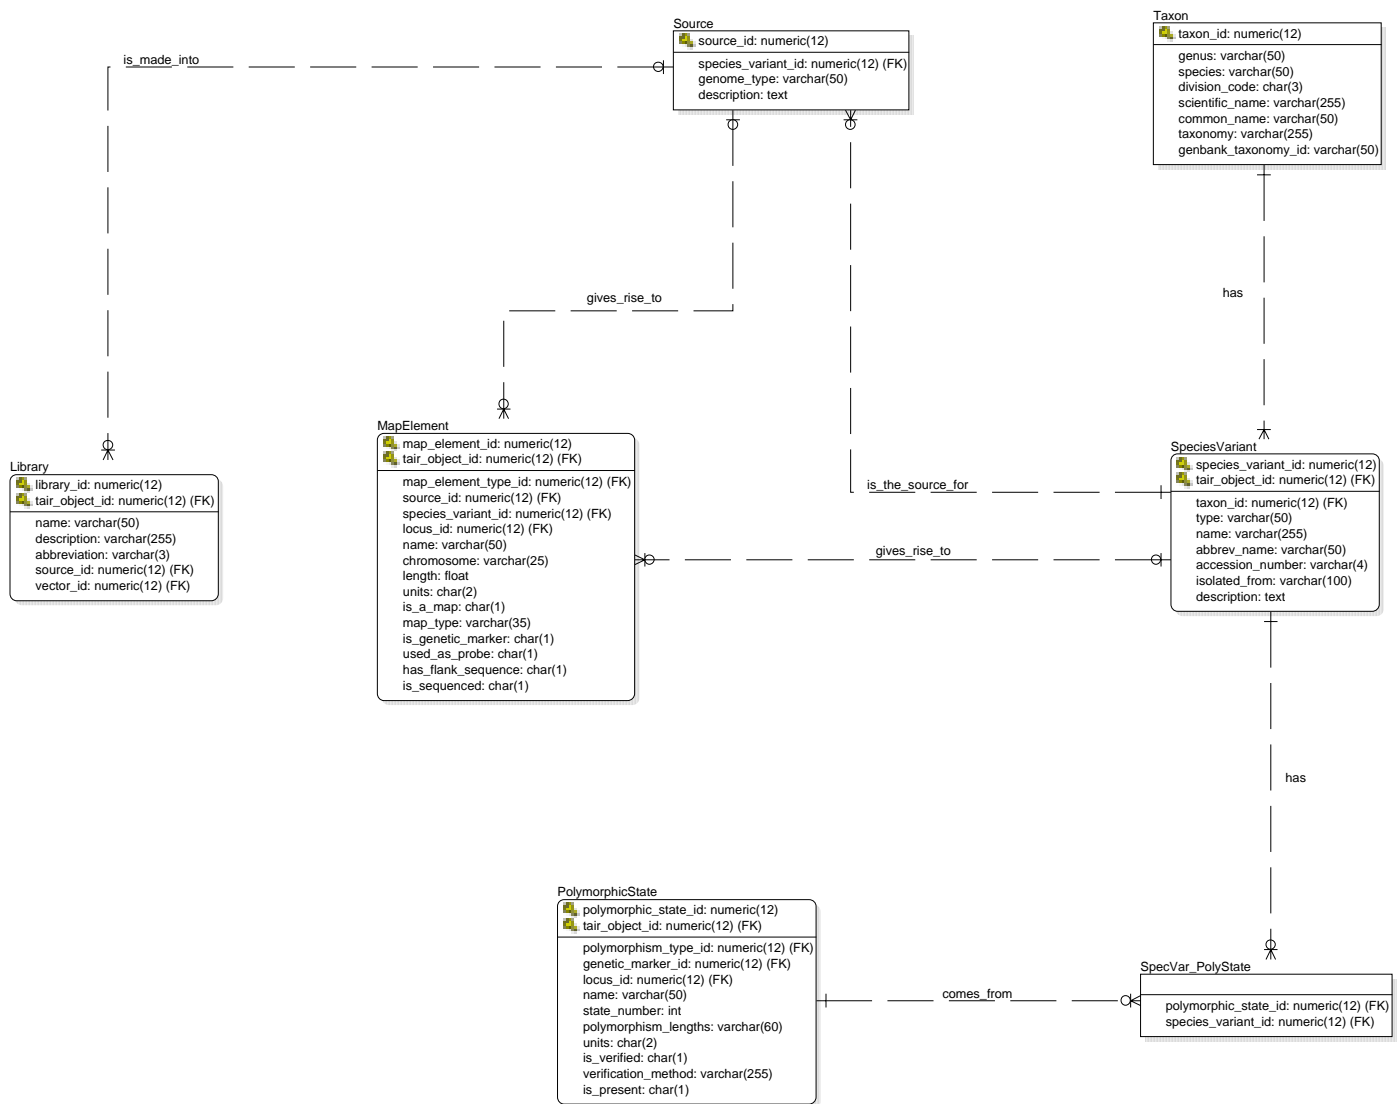 Source
source_id: numeric(12)
species_variant_id: numeric(12) (FK)
genome_type: varchar(50)
description: text
Taxon
taxon_id: numeric(12)
genus: varchar(50)
species: varchar(50)
division_code: char(3)
scientific_name: varchar(255)
common_name: varchar(50)
taxonomy: varchar(255)
genbank_taxonomy_id: varchar(50)
is_made_into
gives_rise_to
has
MapElement
map_element_id: numeric(12)
tair_object_id: numeric(12) (FK)
map_element_type_id: numeric(12) (FK)
source_id: numeric(12) (FK)
species_variant_id: numeric(12) (FK)
locus_id: numeric(12) (FK)
name: varchar(50)
chromosome: varchar(25)
length: float
units: char(2)
is_a_map: char(1)
map_type: varchar(35)
is_genetic_marker: char(1)
used_as_probe: char(1)
has_flank_sequence: char(1)
is_sequenced: char(1)
Library
library_id: numeric(12)
tair_object_id: numeric(12) (FK)
name: varchar(50)
description: varchar(255)
abbreviation: varchar(3)
source_id: numeric(12) (FK)
vector_id: numeric(12) (FK)
SpeciesVariant
species_variant_id: numeric(12)
tair_object_id: numeric(12) (FK)
taxon_id: numeric(12) (FK)
type: varchar(50)
name: varchar(255)
abbrev_name: varchar(50)
accession_number: varchar(4)
isolated_from: varchar(100)
description: text
is_the_source_for
gives_rise_to
has
PolymorphicState
polymorphic_state_id: numeric(12)
tair_object_id: numeric(12) (FK)
polymorphism_type_id: numeric(12) (FK)
genetic_marker_id: numeric(12) (FK)
locus_id: numeric(12) (FK)
name: varchar(50)
state_number: int
polymorphism_lengths: varchar(60)
units: char(2)
is_verified: char(1)
verification_method: varchar(255)
is_present: char(1)
comes_from
SpecVar_PolyState
polymorphic_state_id: numeric(12) (FK)
species_variant_id: numeric(12) (FK)